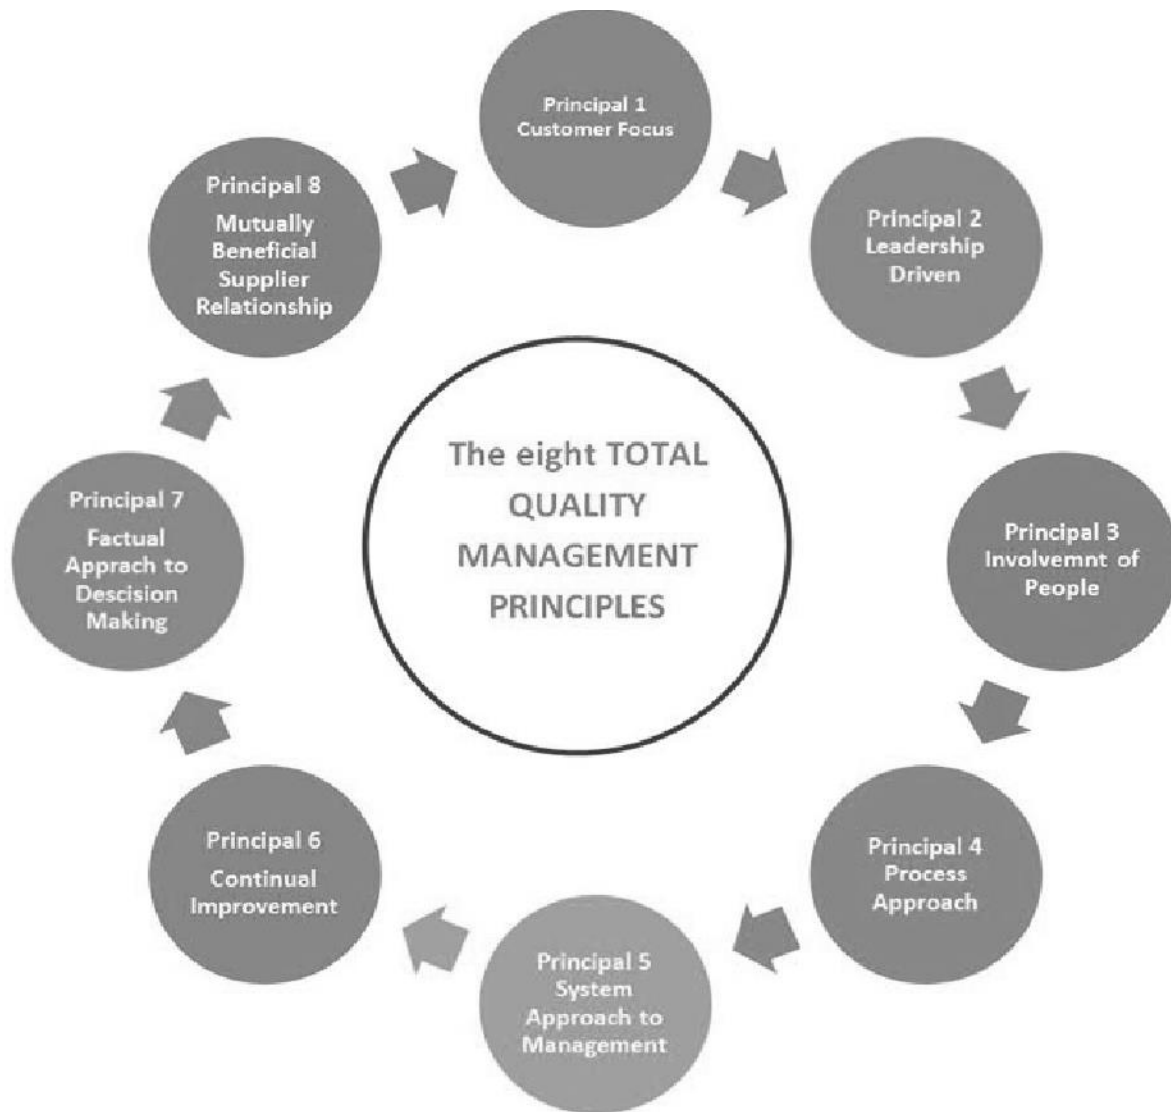 Principal 1
Customer Focus
Principal 2
Leadership
Driven
Principal 3
Involvemnt of
People
Principal 4
Process
Approach
Principal 5
System
Approach to
Management
Principal 6
Continual
Improvement
Principal 7
Factual
Apprach to
Descision
Making
Principal 8
Mutually
Beneficial
Supplier
Relationship
The eight TOTAL
QUALITY
MANAGEMENT
PRINCIPLES